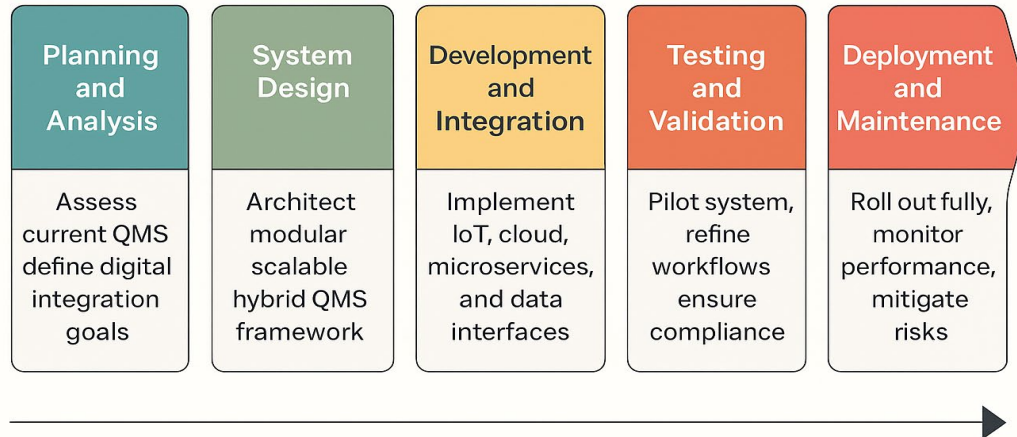 Planning
and
Analysis
Assess
current QMS
define digital
integration
goals
System
Design
Architect
modular
scalable
hybrid QMS
framework
Development
and
Integration
Implement
IoT, cloud,
microservices,
and data
interfaces
Testing
and
Validation
Pilot system,
refine
workflows
ensure
compliance
Deployment
and
Maintenance
Roll out fully,
monitor
performance,
mitigate
risks